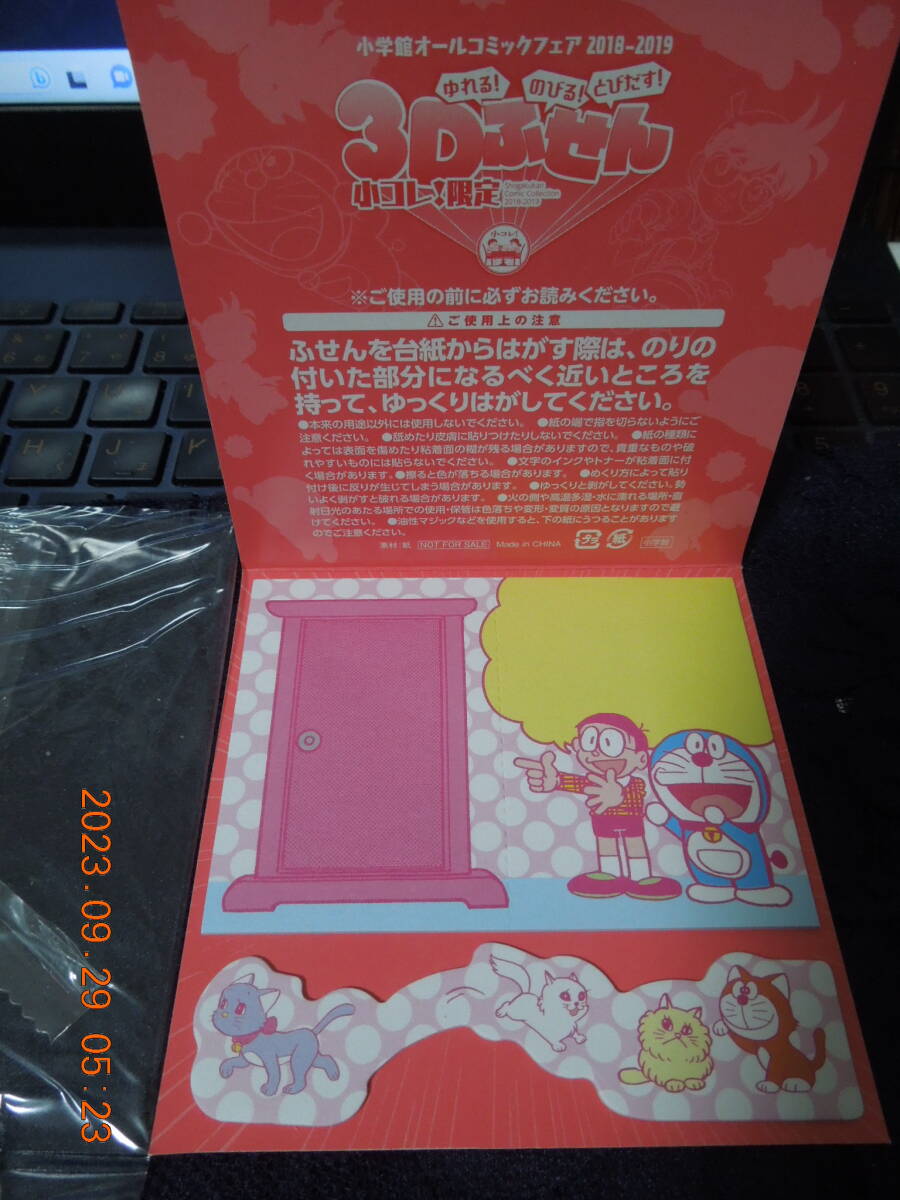 小学館オールコミックフェア 2018-2019
ゆれる! のびる! とびだす!
3Dふせん
小コレ!限定
Shogakukan
Comic Collection
2018-2019
小コレ!
※ご使用の前に必ずお読みください。
⚠ご使用上の注意
ふせんを台紙からはがす際は、のりの
付いた部分になるべく近いところを
持って、ゆっくりはがしてください。
●本来の用途以外には使用しないでください。 ●紙の端で指を切らないようにご
注意ください。 ●舐めたり皮膚に貼りつけたりしないでください。 ●紙の種類に
よっては表面を傷めたり粘着面の糊が残る場合がありますので、貴重なものや破
れやすいものには貼らないでください。 ●文字のインクやトナーが粘着面に付
く場合があります。●擦ると色が落ちる場合があります。 ●めくり方によって貼り
付け後に反りが生じてしまう場合があります。 ●ゆっくりと剥がしてください。勢
いよく剥がすと破れる場合があります。 ●火の側や高温多湿・水に濡れる場所・直
射日光のあたる場所での使用・保管は色落ちや変形・変質の原因となりますので避
けてください。 ●油性マジックなどを使用すると、下の紙にうつることがあります
のでご注意ください。
素材:紙 NOT FOR SALE Made in CHINA プラ 紙 小学館
2023.09.29 05:23